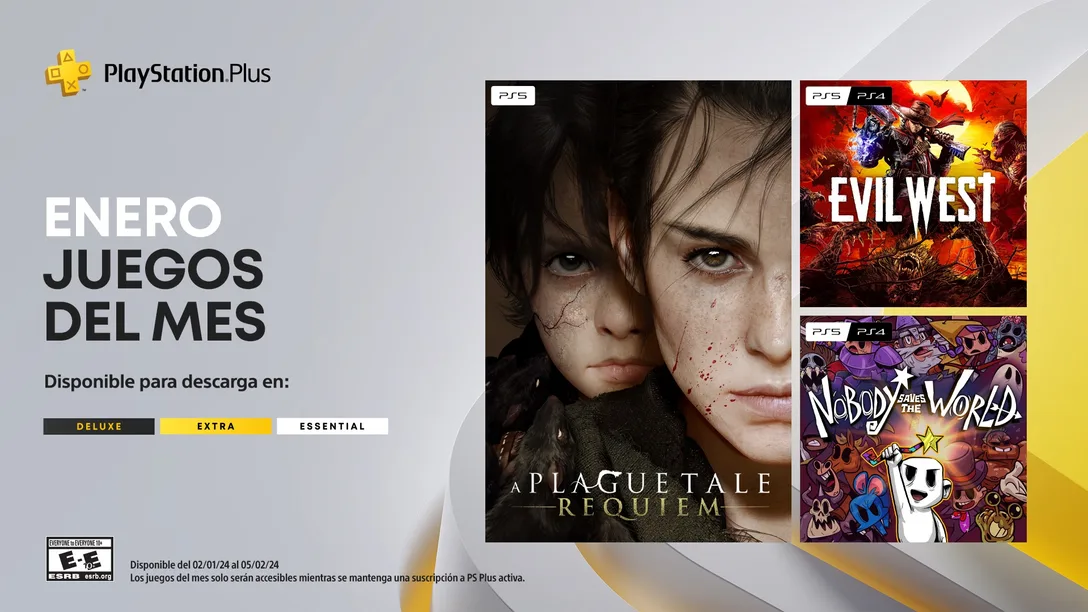 PlayStation.Plus
ENERO
JUEGOS
DEL MES
Disponible para descarga en:
DELUXE
EXTRA
ESSENTIAL
PS5
A PLAGUE TALE
REQUIEM
PS5 PS4
EVIL WEST
PS5 PS4
NOBODY SAVES THE WORLD
EVERYONE to EVERYONE 10+
E-E
10+
ESRB esrb.org
Disponible del 02/01/24 al 05/02/24
Los juegos del mes solo serán accesibles mientras se mantenga una suscripción a PS Plus activa.